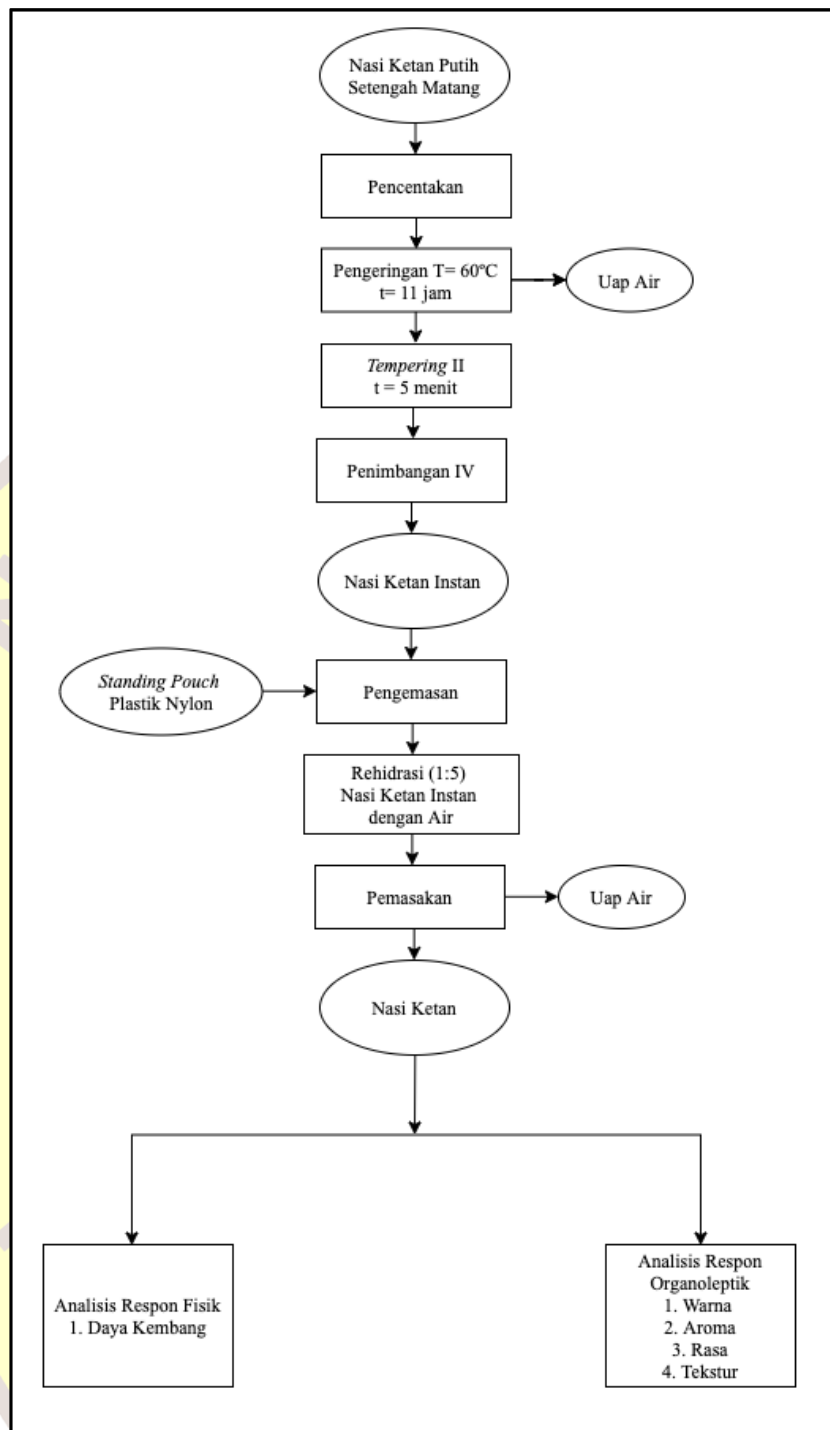 Nasi Ketan Putih
Setengah Matang
Pencentakan
Pengeringan T= 60°C
t= 11 jam
Uap Air
Tempering II
t = 5 menit
Penimbangan IV
Nasi Ketan Instan
Standing Pouch
Plastik Nylon
Pengemasan
Rehidrasi (1:5)
Nasi Ketan Instan
dengan Air
Pemasakan
Uap Air
Nasi Ketan
Analisis Respon Fisik
1. Daya Kembang
Analisis Respon
Organoleptik
1. Warna
2. Aroma
3. Rasa
4. Tekstur